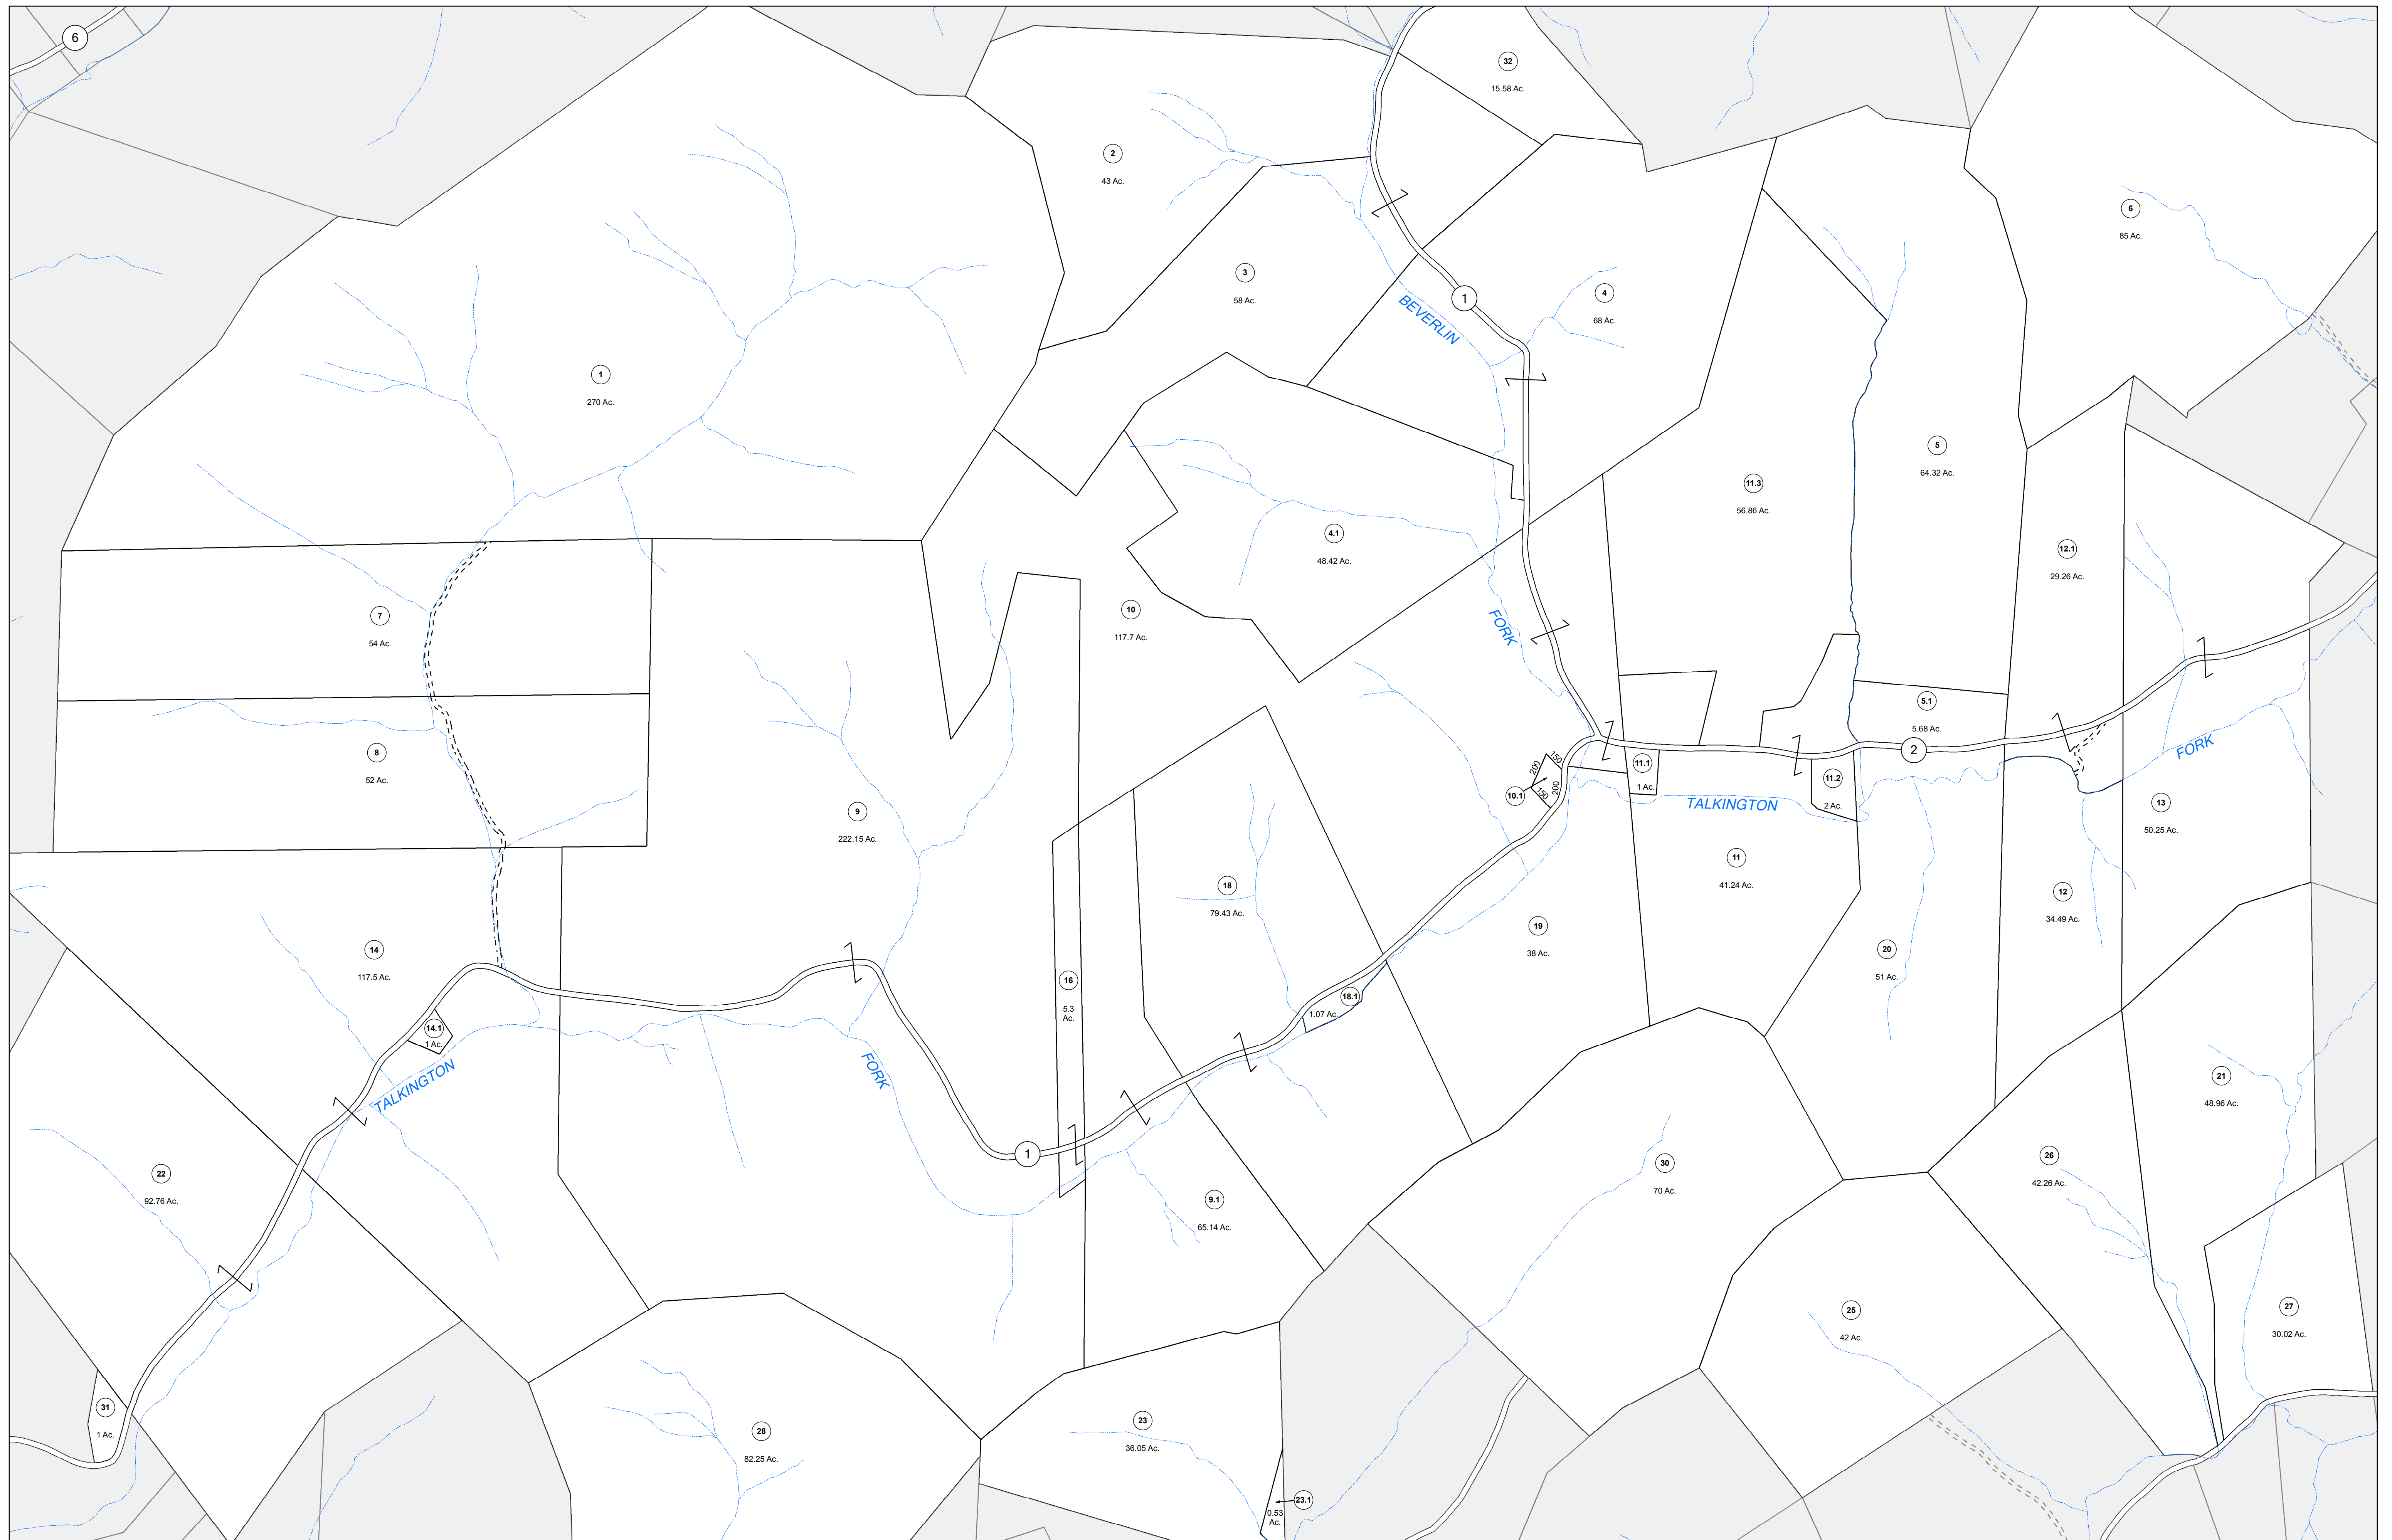 6
32
15.58 Ac.
2
43 Ac.
6
85 Ac.
3
58 Ac.
1
4
68 Ac.
BEVERLIN
1
270 Ac.
5
64.32 Ac.
11.3
56.86 Ac.
4.1
48.42 Ac.
12.1
29.26 Ac.
7
54 Ac.
10
117.7 Ac.
FORK
5.1
5.68 Ac.
8
52 Ac.
2
FORK
150
200
10.1
150
200
11.1
1 Ac.
11.2
2 Ac.
TALKINGTON
13
50.25 Ac.
9
222.15 Ac.
11
41.24 Ac.
18
79.43 Ac.
12
34.49 Ac.
19
38 Ac.
14
117.5 Ac.
20
51 Ac.
16
5.3
Ac.
18.1
1.07 Ac.
14.1
1 Ac.
TALKINGTON
FORK
21
48.96 Ac.
1
22
92.76 Ac.
30
70 Ac.
26
42.26 Ac.
9.1
65.14 Ac.
25
42 Ac.
27
30.02 Ac.
31
1 Ac.
28
82.25 Ac.
23
36.05 Ac.
23.1
0.53
Ac.